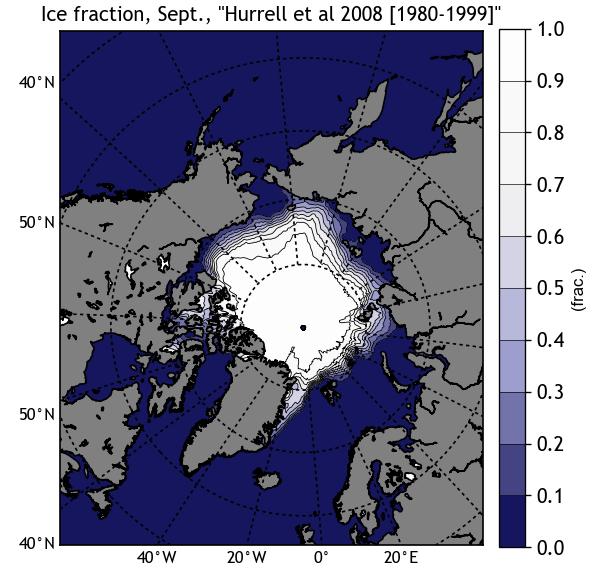 Ice fraction, Sept., "Hurrell et al 2008 [1980-1999]"
40°N
50°N
50°N
40°N
40°W
20°W
0°
20°E
1.0
0.9
0.8
0.7
0.6
0.5
0.4
0.3
0.2
0.1
0.0
(frac.)